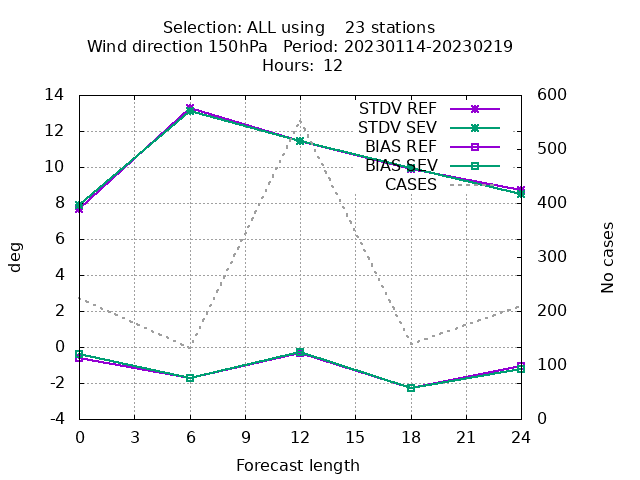 Selection: ALL using    23 stations
Wind direction 150hPa   Period: 20230114-20230219
Hours:  12
14
12
10
8
6
4
2
0
-2
-4
deg
600
500
400
300
200
100
0
No cases
STDV REF
STDV SEV
BIAS REF
BIAS SEV
CASES
0 3 6 9 12 15 18 21 24
Forecast length